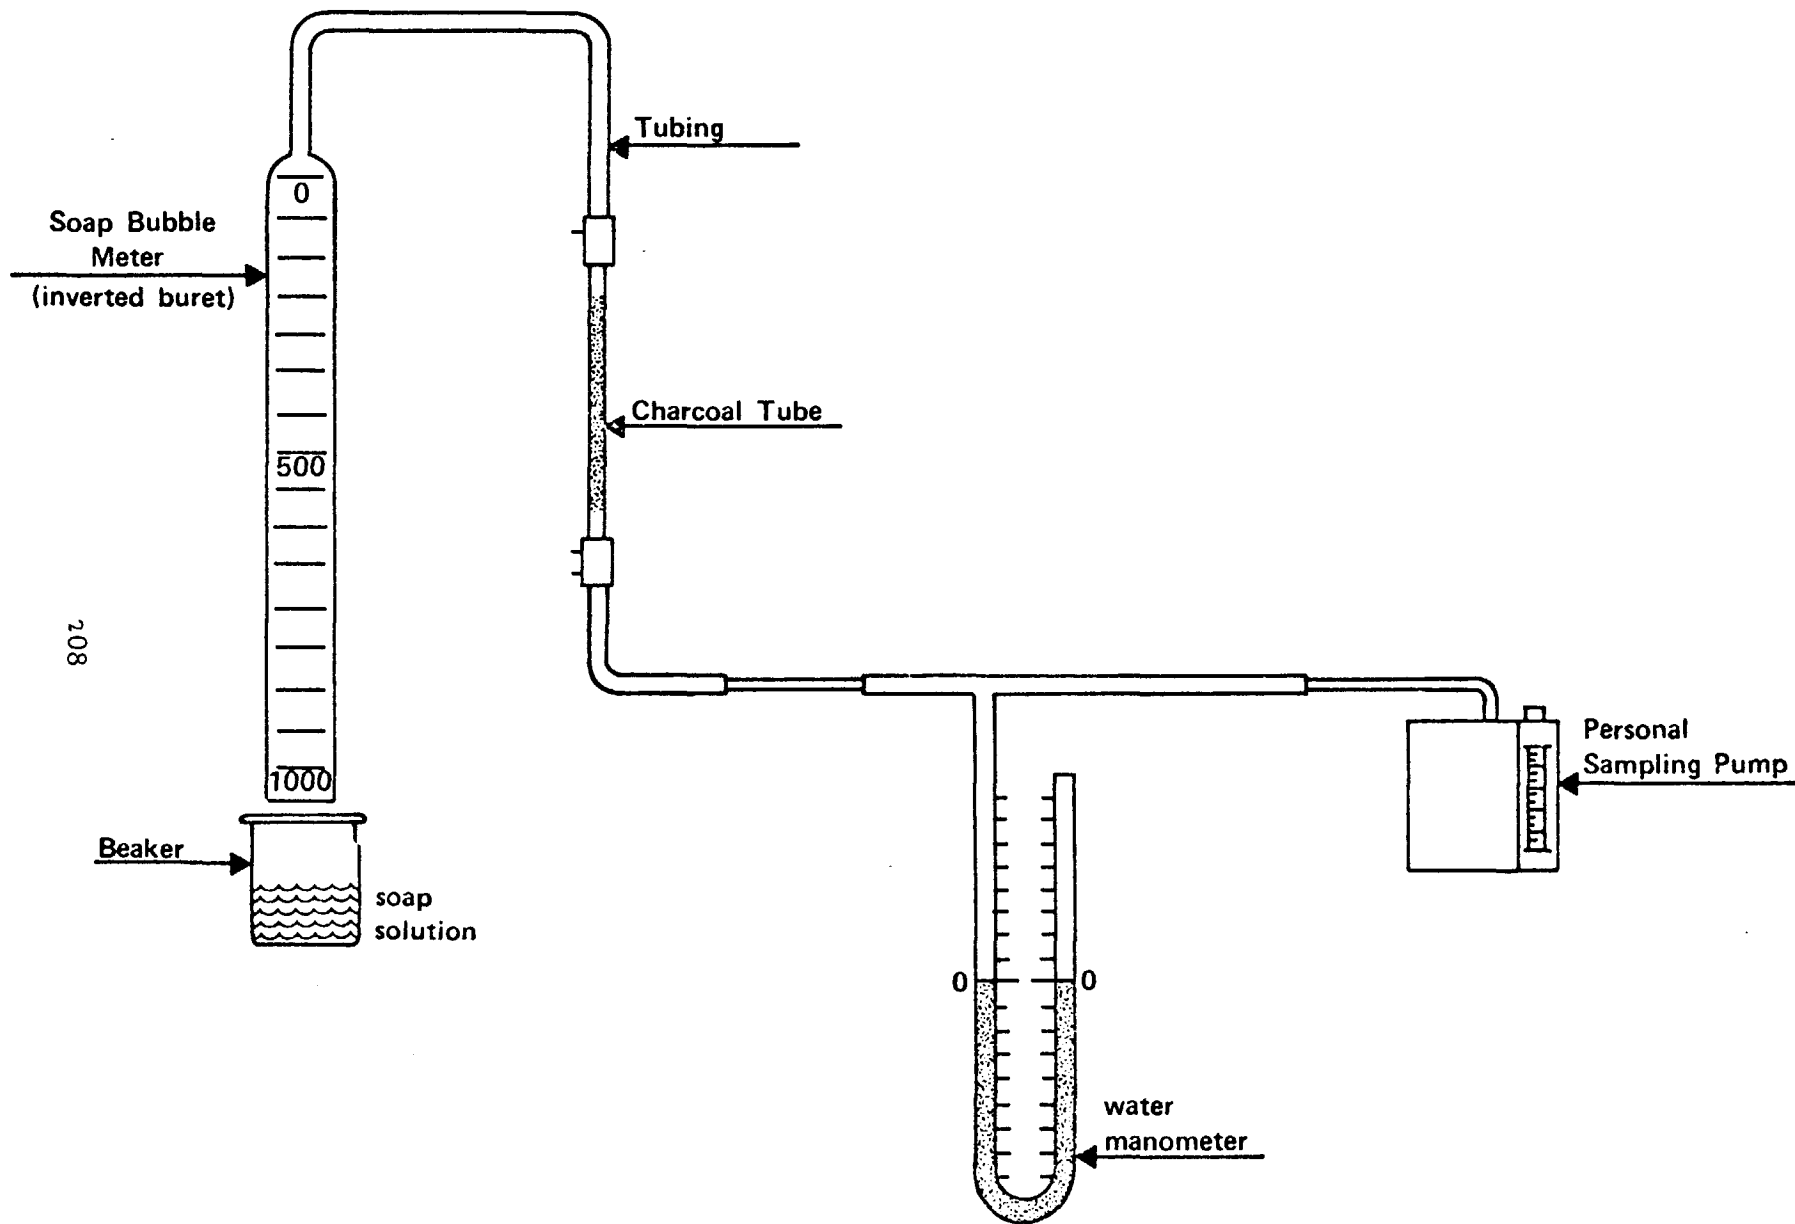 Tubing
0
Soap Bubble
Meter
(inverted buret)
Charcoal Tube
500
208
1000
Personal
Sampling Pump
Beaker
soap
solution
0 0
water
manometer